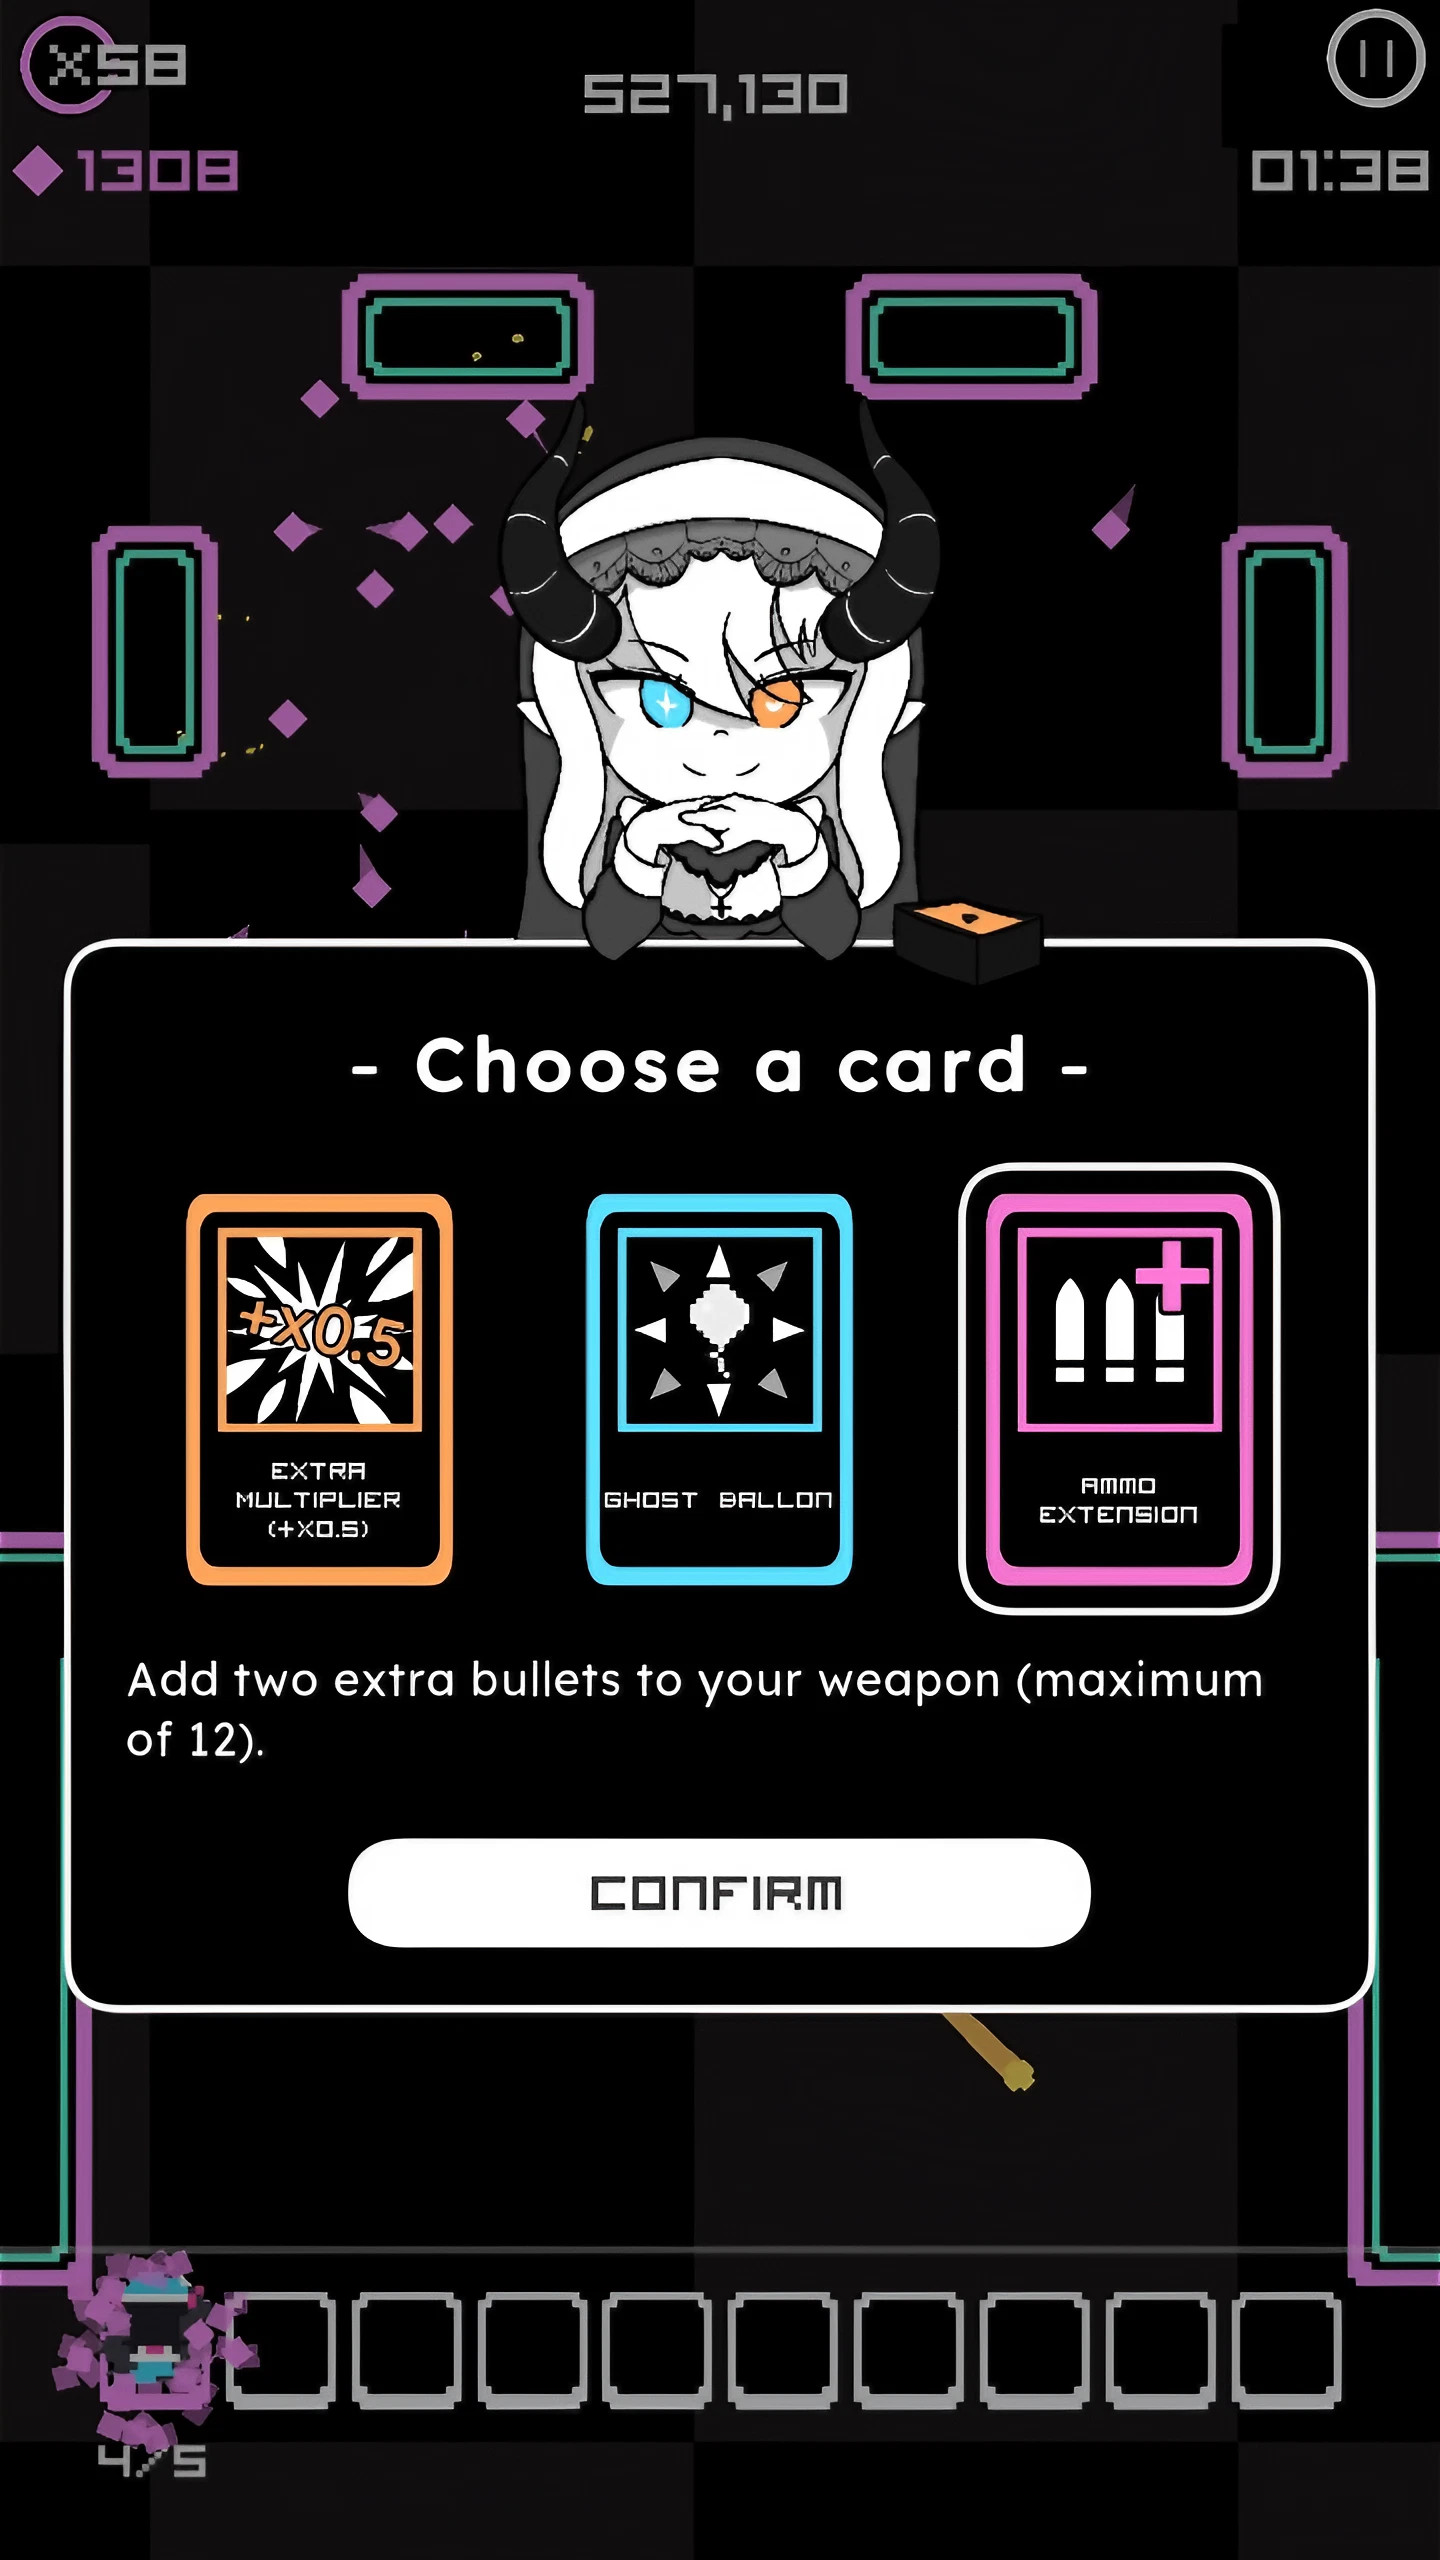 X58
527,130
1308
01:38
- Choose a card -
+x0.5
EXTRA
MULTIPLIER
(+X0.5)
GHOST BALLON
AMMO
EXTENSION
Add two extra bullets to your weapon (maximum
of 12).
CONFIRM
4/5